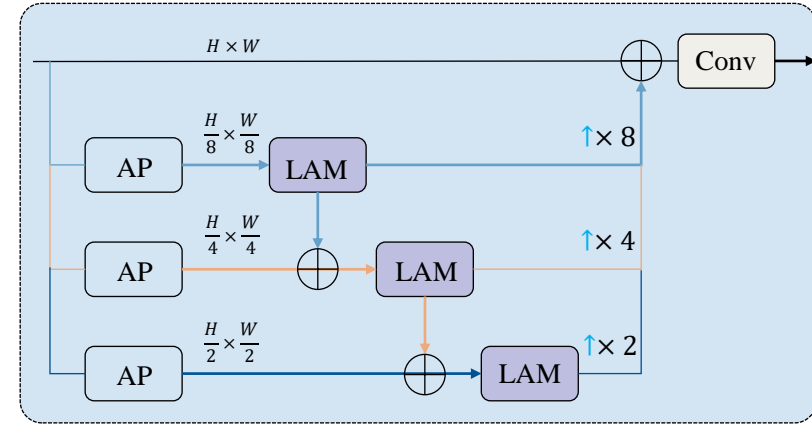 H × W
Conv
AP
H/8 × W/8
LAM
↑× 8
AP
H/4 × W/4
LAM
↑× 4
AP
H/2 × W/2
LAM
↑× 2